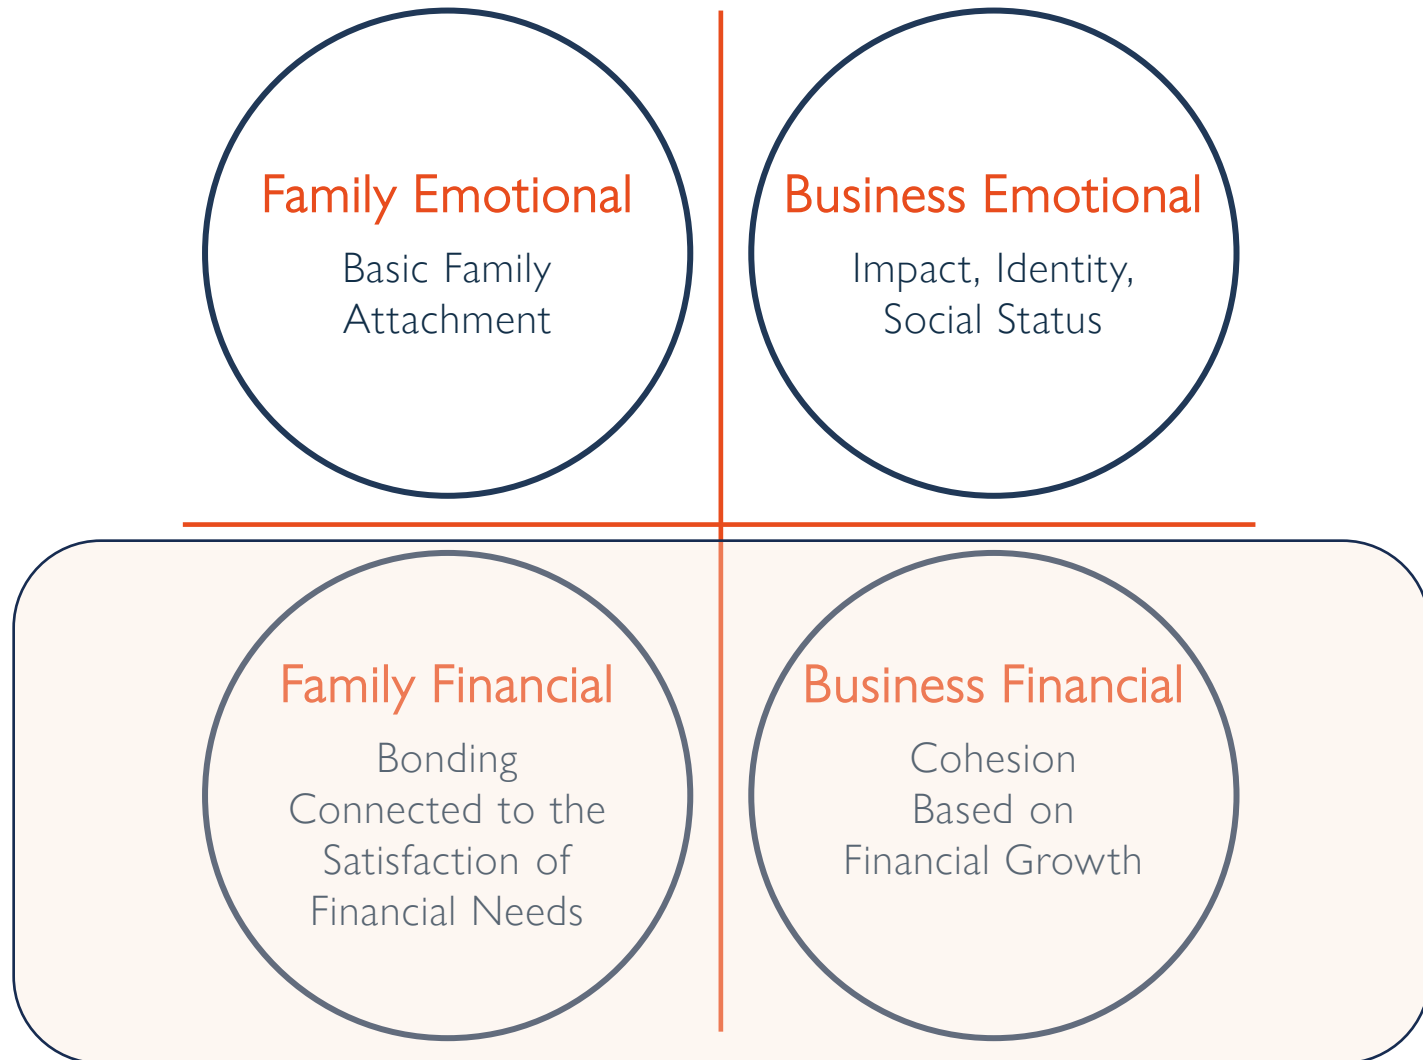 Family Emotional
Basic Family
Attachment
Business Emotional
Impact, Identity,
Social Status
Family Financial
Bonding
Connected to the
Satisfaction of
Financial Needs
Business Financial
Cohesion
Based on
Financial Growth